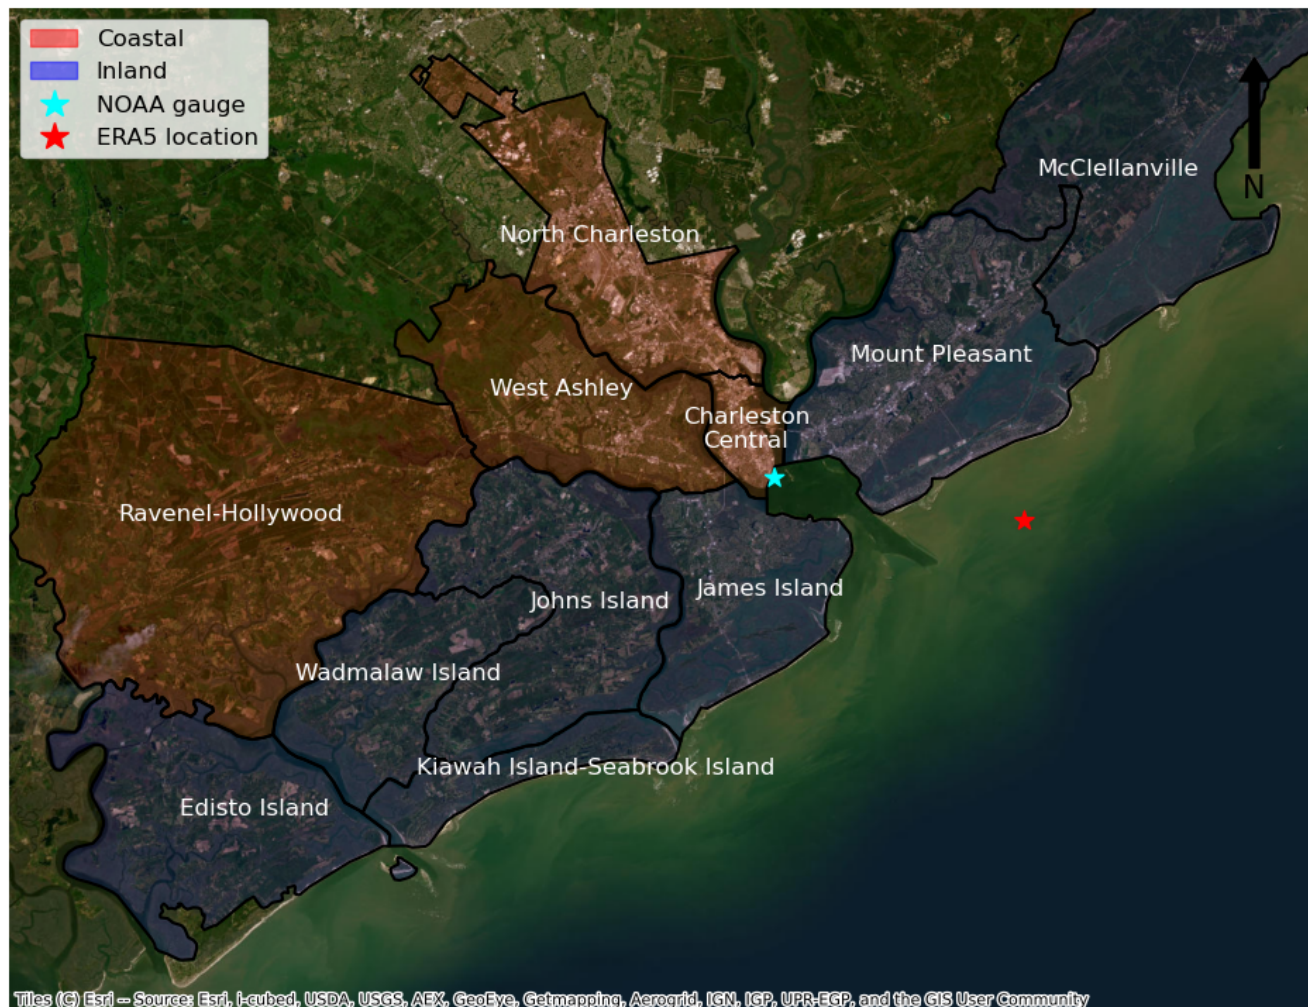 Coastal
Inland
NOAA gauge
ERA5 location
McClellanville
N
North Charleston
Mount Pleasant
West Ashley
Charleston
Central
Ravenel-Hollywood
James Island
Johns Island
Wadmalaw Island
Kiawah Island-Seabrook Island
Edisto Island
Tiles (C) Esri -- Source: Esri, i-cubed, USDA, USGS, AEX, GeoEye, Getmapping, Aerogrid, IGN, IGP, UPR-EGP, and the GIS User Community